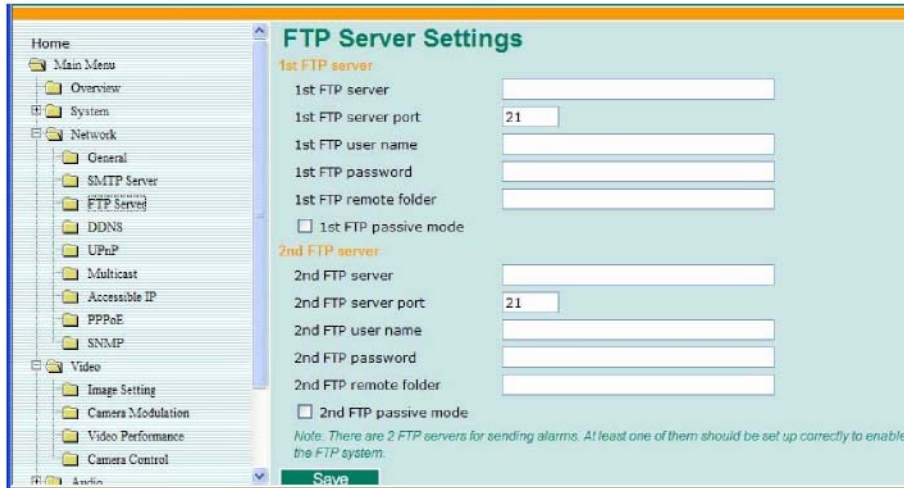 Home
Main Menu
Overview
System
Network
General
SMTP Server
FTP Server
DDNS
UPnP
Multicast
Accessible IP
PPPoE
SNMP
Video
Image Setting
Camera Modulation
Video Performance
Camera Control
Audio
FTP Server Settings
1st FTP server
1st FTP server
1st FTP server port 21
1st FTP user name
1st FTP password
1st FTP remote folder
1st FTP passive mode
2nd FTP server
2nd FTP server
2nd FTP server port 21
2nd FTP user name
2nd FTP password
2nd FTP remote folder
2nd FTP passive mode
Note: There are 2 FTP servers for sending alarms. At least one of them should be set up correctly to enable
the FTP system.
Save